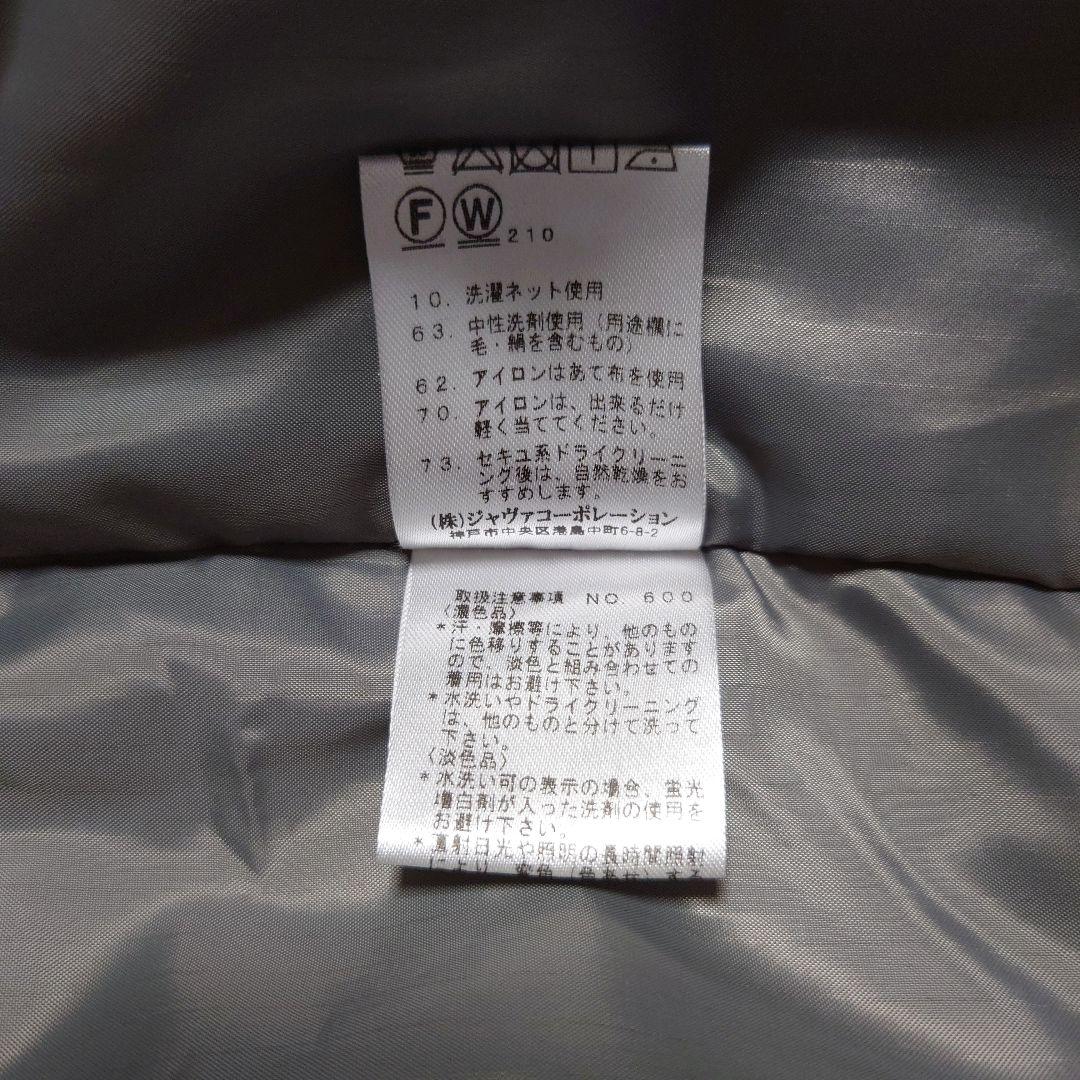 F W 210
10. 洗濯ネット使用
63. 中性洗剤使用（用途欄に
毛・絹を含むもの）
62. アイロンはあて布を使用
70. アイロンは、出来るだけ
軽く当ててください。
73. セキユ系ドライクリーニ
ング後は、自然乾燥をお
すすめします。
(株)ジャヴァコーポレーション
神戸市中央区港島中町6-8-2
取扱注意事項 NO. 600
〈濃色品〉
*汗・摩擦等により、他のもの
に色移りすることがあります
ので、淡色と組み合わせての
着用はお避け下さい。
*水洗いやドライクリーニング
は、他のものと分けて洗って
下さい。
〈淡色品〉
*水洗い可の表示の場合、蛍光
増白剤が入った洗剤の使用を
お避け下さい。
*直射日光や照明の長時間照射
により、変色（色あせ）する